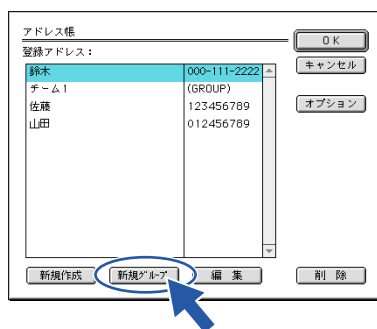 アドレス帳
OK
登録アドレス：
キャンセル
鈴木 000-111-2222
チーム1 (GROUP)
オプション
佐藤 123456789
山田 012456789
新規作成 新規グループ 編 集 削 除